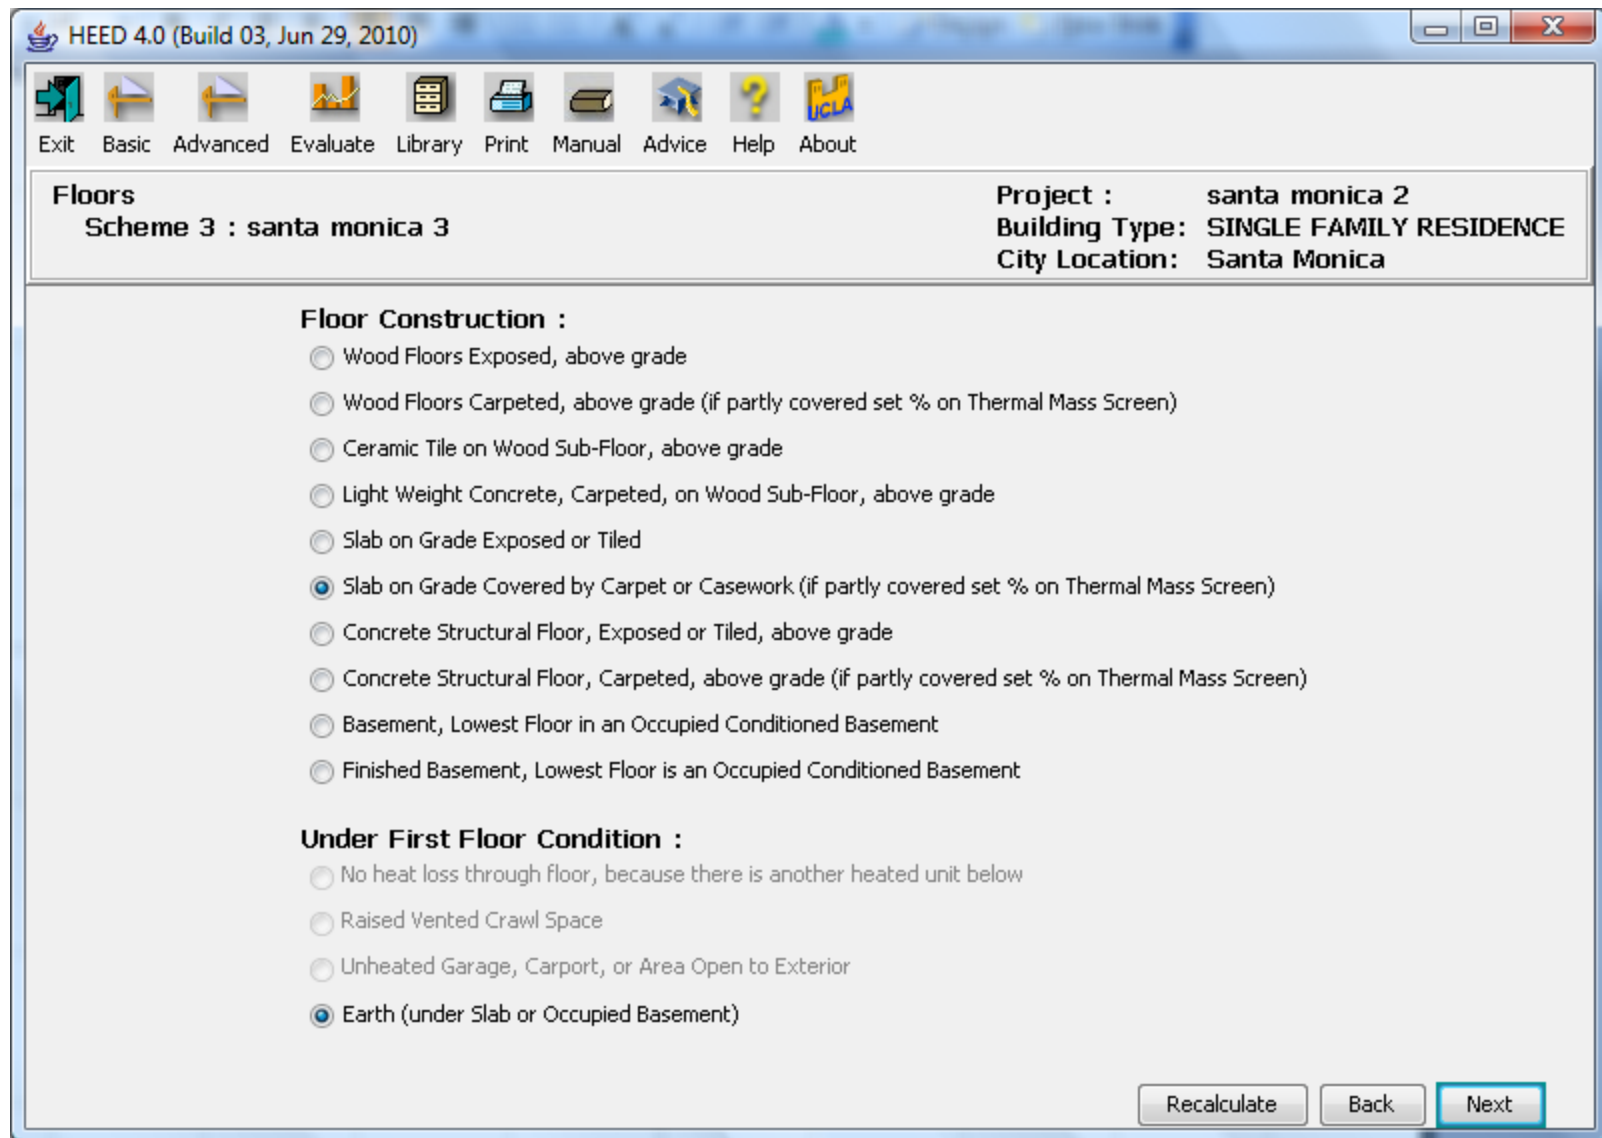 HEED 4.0 (Build 03, Jun 29, 2010)
UCLA
Exit Basic Advanced Evaluate Library Print Manual Advice Help About
Floors
Scheme 3 : santa monica 3
Project : santa monica 2
Building Type: SINGLE FAMILY RESIDENCE
City Location: Santa Monica
Floor Construction :
Wood Floors Exposed, above grade
Wood Floors Carpeted, above grade (if partly covered set % on Thermal Mass Screen)
Ceramic Tile on Wood Sub-Floor, above grade
Light Weight Concrete, Carpeted, on Wood Sub-Floor, above grade
Slab on Grade Exposed or Tiled
Slab on Grade Covered by Carpet or Casework (if partly covered set % on Thermal Mass Screen)
Concrete Structural Floor, Exposed or Tiled, above grade
Concrete Structural Floor, Carpeted, above grade (if partly covered set % on Thermal Mass Screen)
Basement, Lowest Floor in an Occupied Conditioned Basement
Finished Basement, Lowest Floor is an Occupied Conditioned Basement
Under First Floor Condition :
No heat loss through floor, because there is another heated unit below
Raised Vented Crawl Space
Unheated Garage, Carport, or Area Open to Exterior
Earth (under Slab or Occupied Basement)
Recalculate Back Next